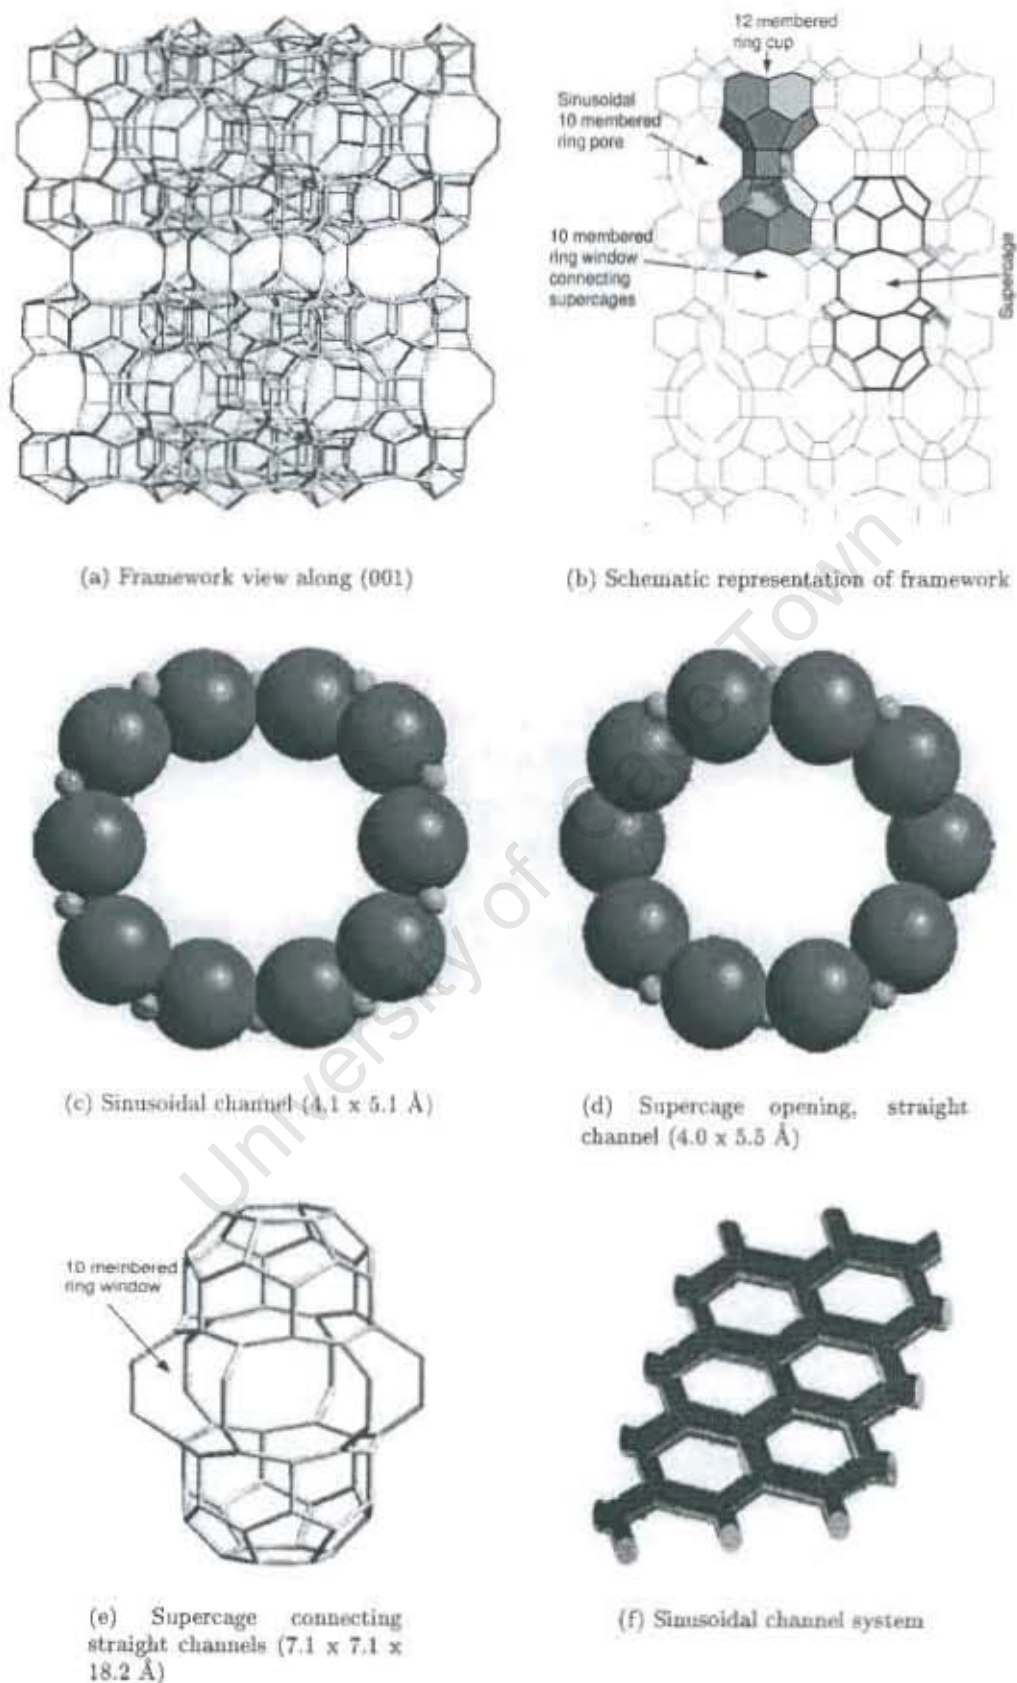 12 membered
ring cup
Sinusoidal
10 membered
ring pore
10 membered
ring window
connecting
supercages
Supercage
(a) Framework view along (001)
(b) Schematic representation of framework
(c) Sinusoidal channel (4.1 x 5.1 Å)
(d) Supercage opening, straight
channel (4.0 x 5.5 Å)
10 membered
ring window
(e) Supercage connecting
straight channels (7.1 x 7.1 x
18.2 Å)
(f) Sinusoidal channel system
University of Cape Town